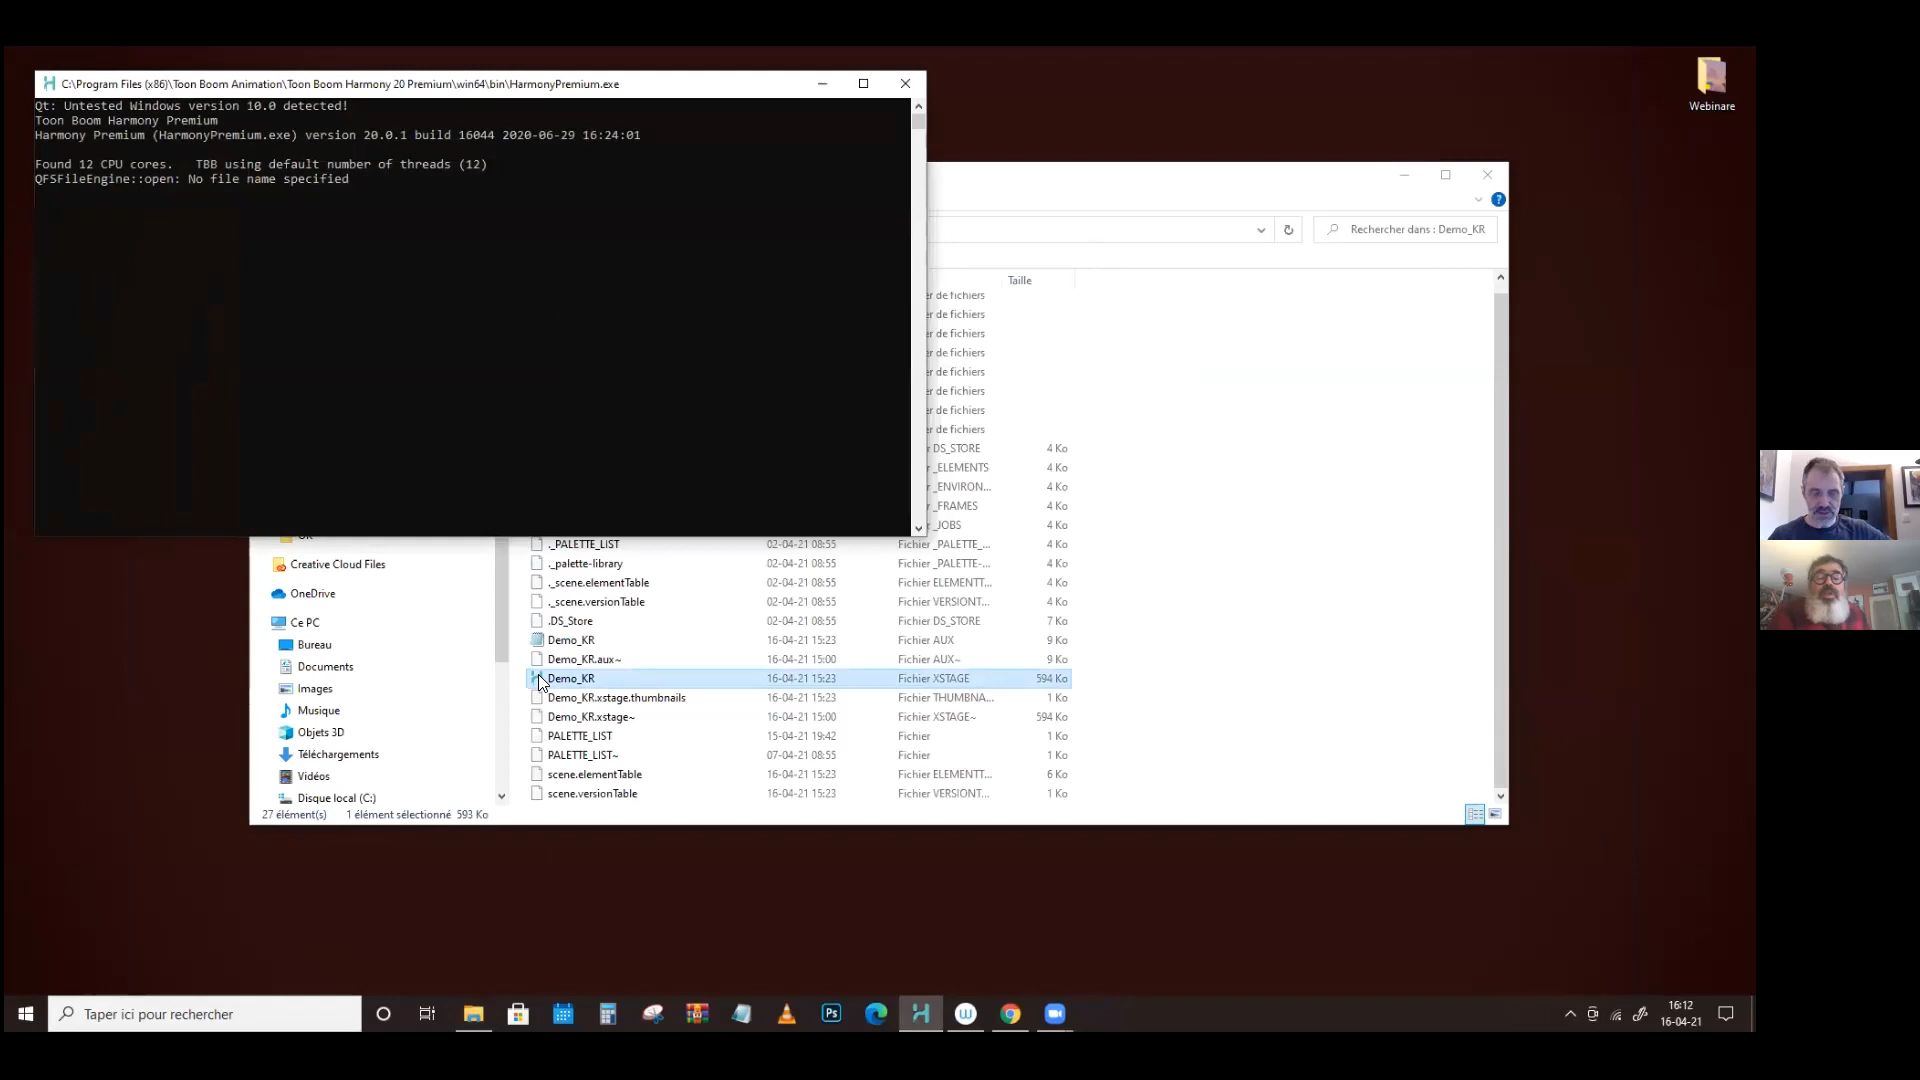 C:\Program Files (x86)\Toon Boom Animation\Toon Boom Harmony 20 Premium\win64\bin\HarmonyPremium.exe
Qt: Untested Windows version 10.0 detected!
Toon Boom Harmony Premium
Harmony Premium (HarmonyPremium.exe) version 20.0.1 build 16044 2020-06-29 16:24:01
Found 12 CPU cores.   TBB using default number of threads (12)
QFSFileEngine::open: No file name specified
Webinare
Rechercher dans : Demo_KR
Taille
er de fichiers
er de fichiers
er de fichiers
er de fichiers
er de fichiers
er de fichiers
er de fichiers
er de fichiers
r DS_STORE 4 Ko
r _ELEMENTS 4 Ko
r _ENVIRON... 4 Ko
r _FRAMES 4 Ko
r _JOBS 4 Ko
._PALETTE_LIST 02-04-21 08:55 Fichier _PALETTE_... 4 Ko
._palette-library 02-04-21 08:55 Fichier _PALETTE-... 4 Ko
._scene.elementTable 02-04-21 08:55 Fichier ELEMENTT... 4 Ko
._scene.versionTable 02-04-21 08:55 Fichier VERSIONT... 4 Ko
.DS_Store 02-04-21 08:55 Fichier DS_STORE 7 Ko
Demo_KR 16-04-21 15:23 Fichier AUX 9 Ko
Demo_KR.aux~ 16-04-21 15:00 Fichier AUX~ 9 Ko
Demo_KR 16-04-21 15:23 Fichier XSTAGE 594 Ko
Demo_KR.xstage.thumbnails 16-04-21 15:23 Fichier THUMBNA... 1 Ko
Demo_KR.xstage~ 16-04-21 15:00 Fichier XSTAGE~ 594 Ko
PALETTE_LIST 15-04-21 19:42 Fichier 1 Ko
PALETTE_LIST~ 07-04-21 08:55 Fichier 1 Ko
scene.elementTable 16-04-21 15:23 Fichier ELEMENTT... 6 Ko
scene.versionTable 16-04-21 15:23 Fichier VERSIONT... 1 Ko
Creative Cloud Files
OneDrive
Ce PC
Bureau
Documents
Images
Musique
Objets 3D
Téléchargements
Vidéos
Disque local (C:)
27 élément(s) 1 élément sélectionné 593 Ko
Taper ici pour rechercher
Ps
16:12
16-04-21